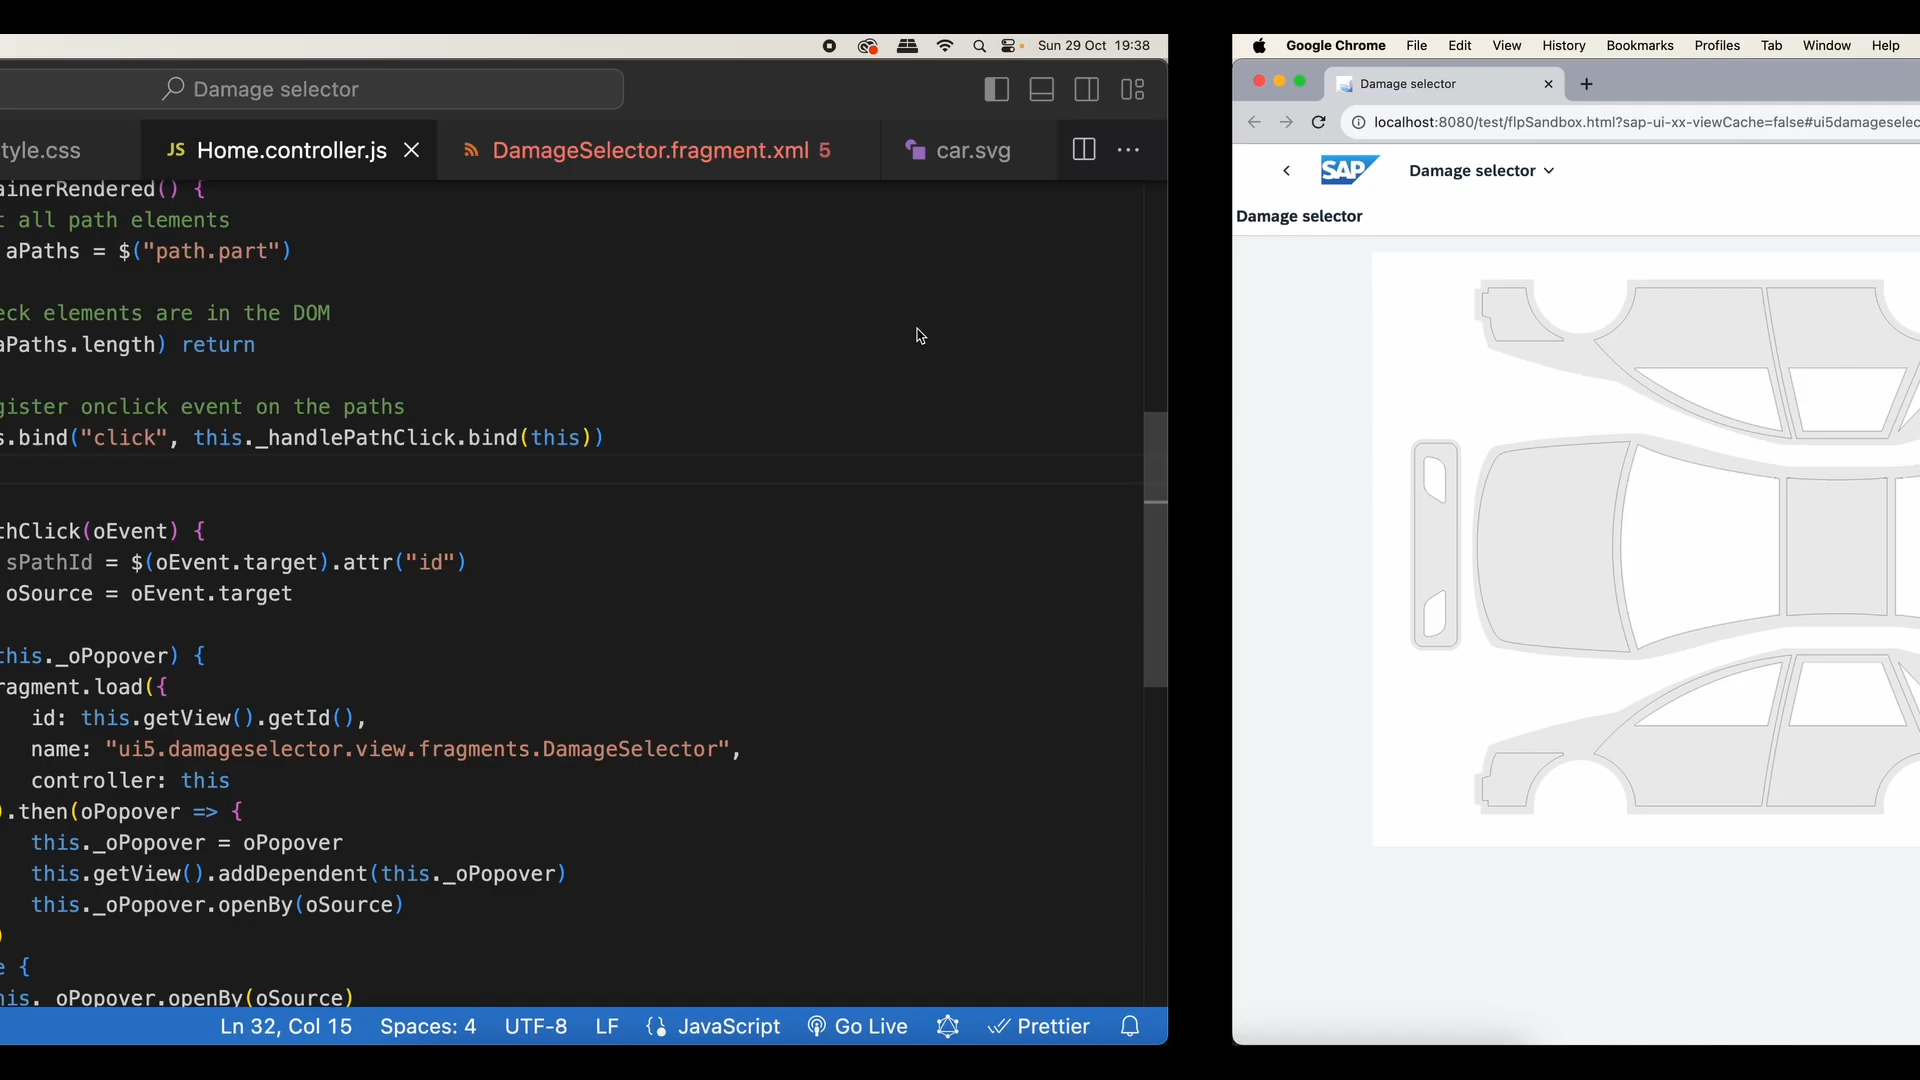 Sun 29 Oct 19:38
Damage selector
tyle.css
JS Home.controller.js
DamageSelector.fragment.xml 5
car.svg
ainerRendered() {
t all path elements
aPaths = $("path.part")
eck elements are in the DOM
aPaths.length) return
gister onclick event on the paths
s.bind("click", this._handlePathClick.bind(this))
thClick(oEvent) {
sPathId = $(oEvent.target).attr("id")
oSource = oEvent.target
this._oPopover) {
ragment.load({
id: this.getView().getId(),
name: "ui5.damageselector.view.fragments.DamageSelector",
controller: this
).then(oPopover => {
this._oPopover = oPopover
this.getView().addDependent(this._oPopover)
this._oPopover.openBy(oSource)
)
e {
his._oPopover.openBy(oSource)
Ln 32, Col 15 Spaces: 4 UTF-8 LF {} JavaScript Go Live Prettier
Google Chrome File Edit View History Bookmarks Profiles Tab Window Help
Damage selector
localhost:8080/test/flpSandbox.html?sap-ui-xx-viewCache=false#ui5damageselec
SAP Damage selector
Damage selector